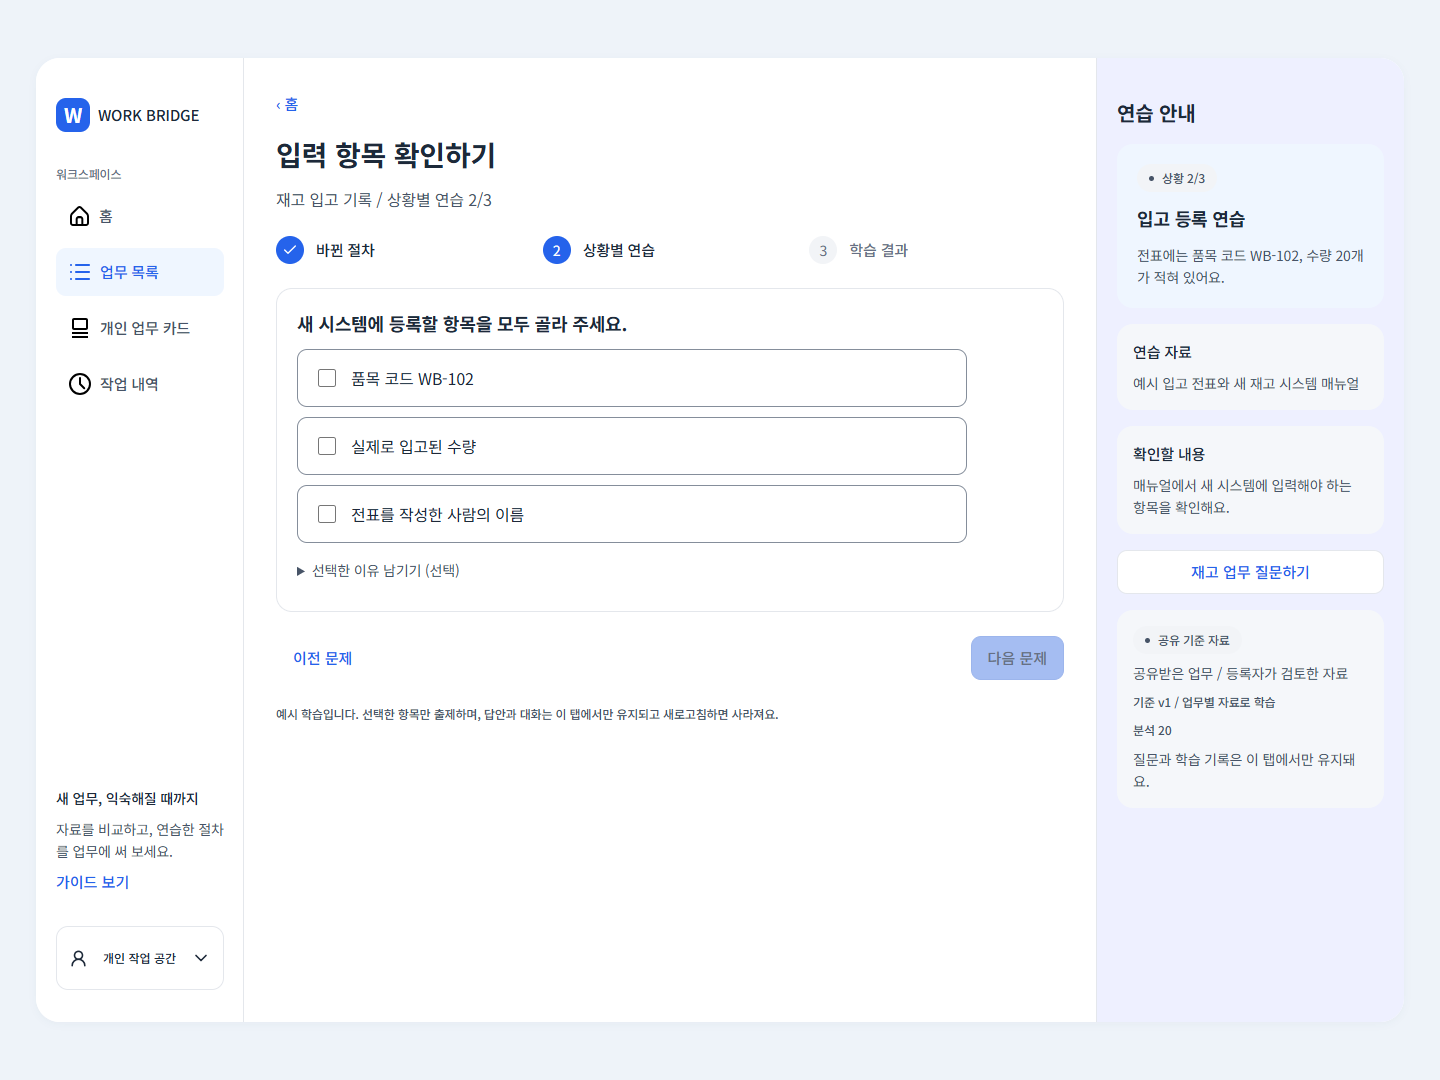 W WORK BRIDGE
워크스페이스
홈
업무 목록
개인 업무 카드
작업 내역
새 업무, 익숙해질 때까지
자료를 비교하고, 연습한 절차
를 업무에 써 보세요.
가이드 보기
개인 작업 공간
‹ 홈
입력 항목 확인하기
재고 입고 기록 / 상황별 연습 2/3
바뀐 절차
2 상황별 연습
3 학습 결과
새 시스템에 등록할 항목을 모두 골라 주세요.
품목 코드 WB-102
실제로 입고된 수량
전표를 작성한 사람의 이름
▶ 선택한 이유 남기기 (선택)
이전 문제
다음 문제
예시 학습입니다. 선택한 항목만 출제하며, 답안과 대화는 이 탭에서만 유지되고 새로고침하면 사라져요.
연습 안내
• 상황 2/3
입고 등록 연습
전표에는 품목 코드 WB-102, 수량 20개
가 적혀 있어요.
연습 자료
예시 입고 전표와 새 재고 시스템 매뉴얼
확인할 내용
매뉴얼에서 새 시스템에 입력해야 하는
항목을 확인해요.
재고 업무 질문하기
• 공유 기준 자료
공유받은 업무 / 등록자가 검토한 자료
기준 v1 / 업무별 자료로 학습
분석 20
질문과 학습 기록은 이 탭에서만 유지돼
요.